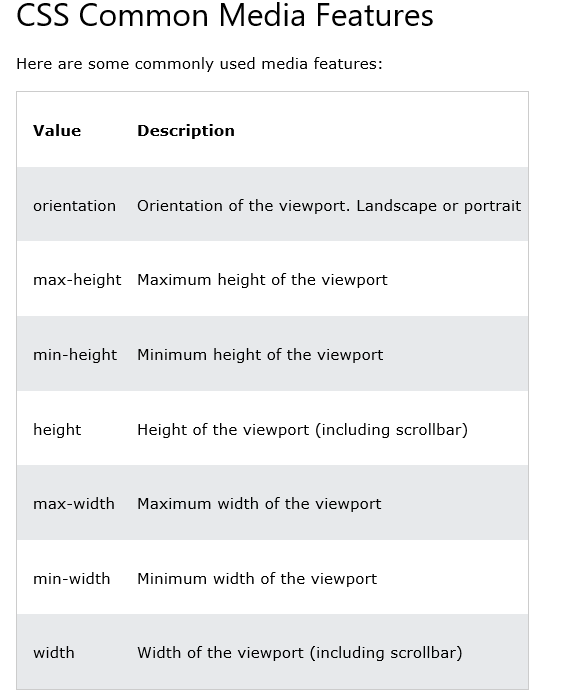 CSS Common Media Features
Here are some commonly used media features:
Value Description
orientation Orientation of the viewport. Landscape or portrait
max-height Maximum height of the viewport
min-height Minimum height of the viewport
height Height of the viewport (including scrollbar)
max-width Maximum width of the viewport
min-width Minimum width of the viewport
width Width of the viewport (including scrollbar)